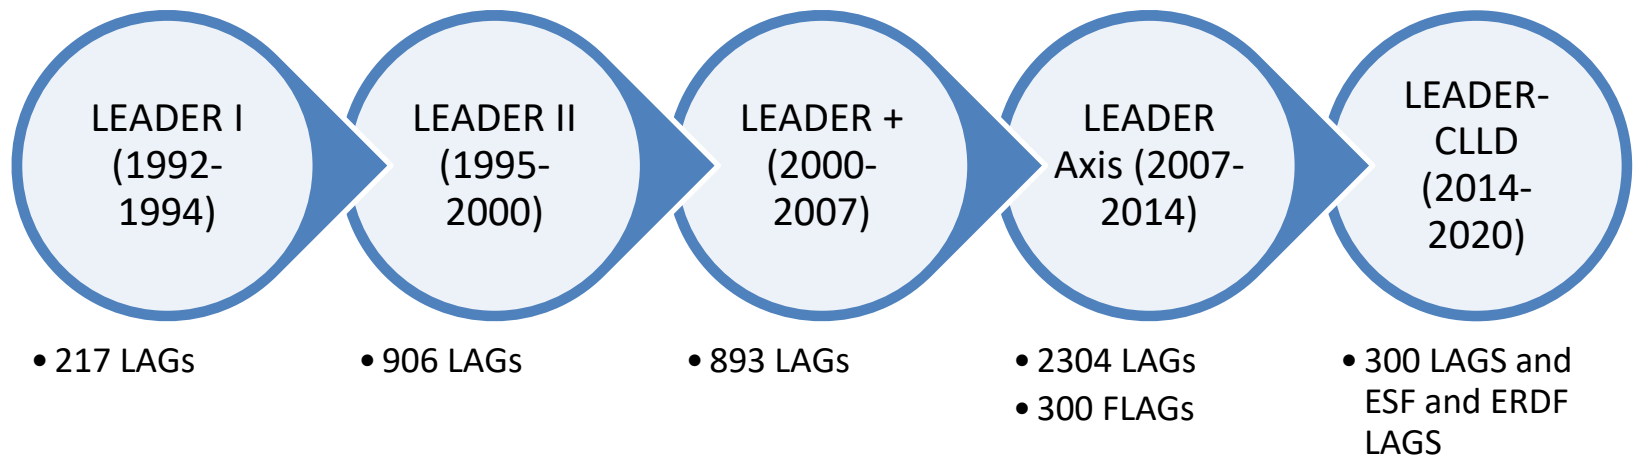 LEADER I
(1992-
1994)
• 217 LAGs
LEADER II
(1995-
2000)
• 906 LAGs
LEADER +
(2000-
2007)
• 893 LAGs
LEADER
Axis (2007-
2014)
• 2304 LAGs
• 300 FLAGs
LEADER-
CLLD
(2014-
2020)
• 300 LAGS and
ESF and ERDF
LAGS